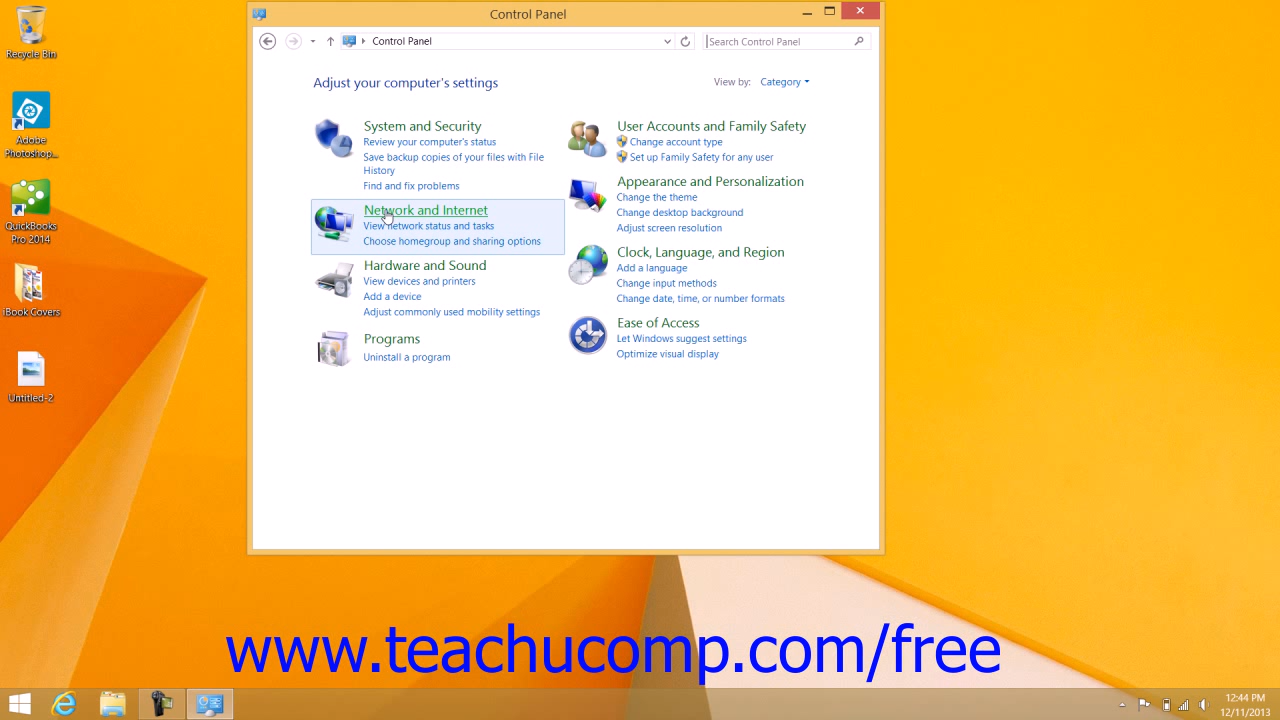 Control Panel
Control Panel
Search Control Panel
Adjust your computer's settings
View by: Category
System and Security
Review your computer's status
Save backup copies of your files with File
History
Find and fix problems
Network and Internet
View network status and tasks
Choose homegroup and sharing options
Hardware and Sound
View devices and printers
Add a device
Adjust commonly used mobility settings
Programs
Uninstall a program
User Accounts and Family Safety
Change account type
Set up Family Safety for any user
Appearance and Personalization
Change the theme
Change desktop background
Adjust screen resolution
Clock, Language, and Region
Add a language
Change input methods
Change date, time, or number formats
Ease of Access
Let Windows suggest settings
Optimize visual display
Recycle Bin
Adobe
Photoshop...
QuickBooks
Pro 2014
iBook Covers
Untitled-2
www.teachucomp.com/free
12:44 PM
12/11/2013